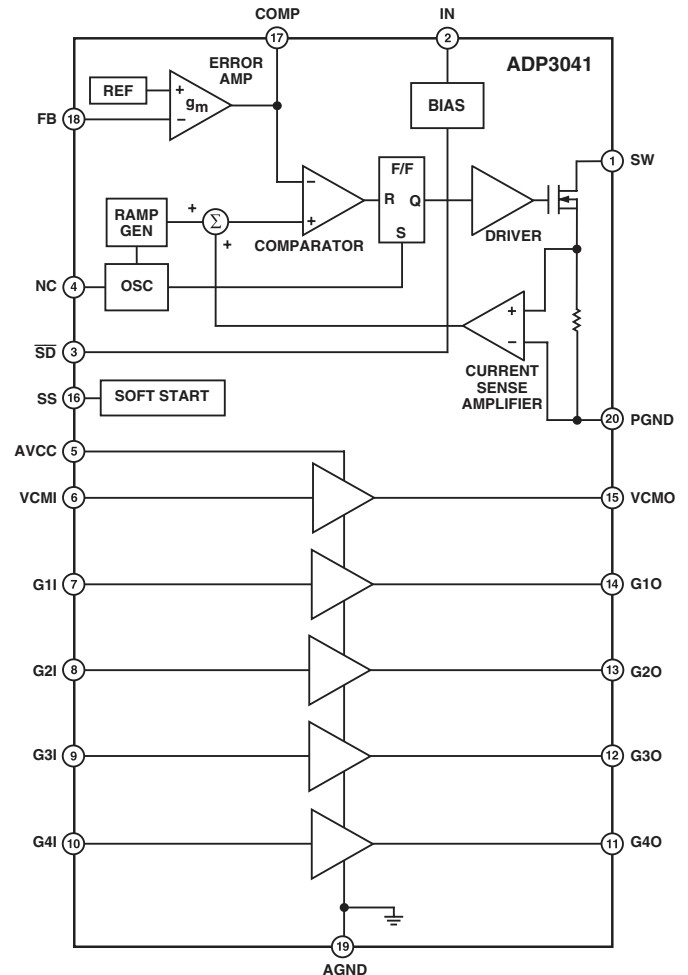 COMP
IN
17
2
ERROR
AMP
ADP3041
REF
+
gm
−
BIAS
FB 18
1 SW
F/F
R Q
S
−
+
COMPARATOR
DRIVER
RAMP
GEN
+
Σ
+
NC 4
OSC
+
−
CURRENT
SENSE
AMPLIFIER
SD 3
SS 16
SOFT START
20 PGND
AVCC 5
VCMI 6
15 VCMO
G1I 7
14 G1O
G2I 8
13 G2O
G3I 9
12 G3O
G4I 10
11 G4O
19
AGND